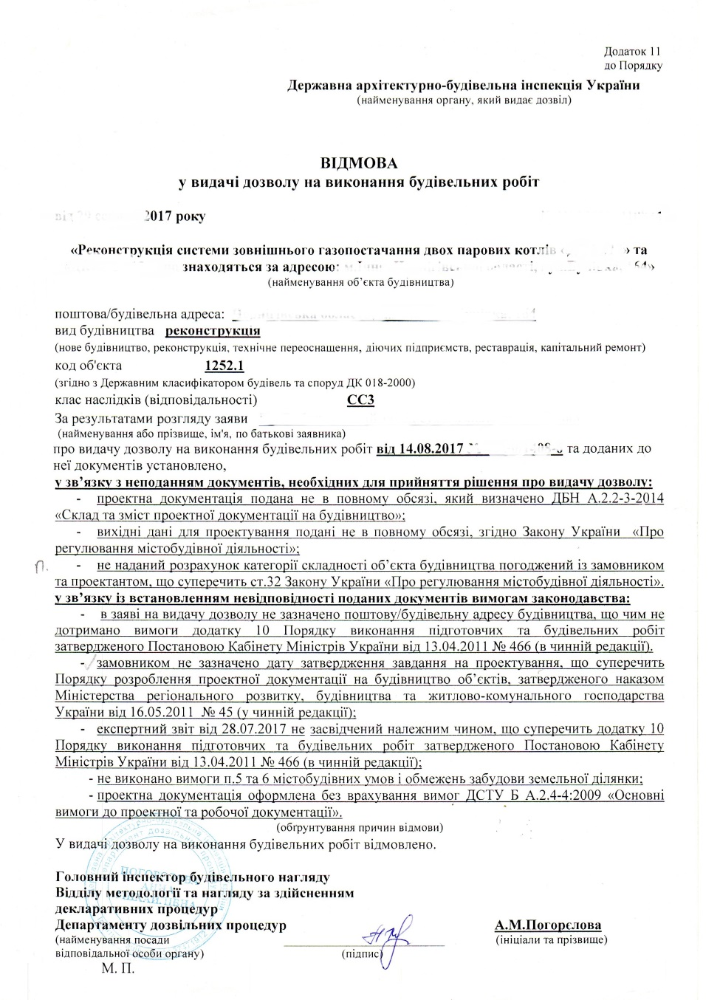 Додаток 11
до Порядку
Державна архітектурно-будівельна інспекція України
(найменування органу, який видає дозвіл)
ВІДМОВА
у видачі дозволу на виконання будівельних робіт
2017 року
«Реконструкція системи зовнішнього газопостачання двох парових котлів та
знаходяться за адресою:
(найменування об’єкта будівництва)
поштова/будівельна адреса:
вид будівництва реконструкція
(нове будівництво, реконструкція, технічне переоснащення, діючих підприємств, реставрація, капітальний ремонт)
код об'єкта 1252.1
(згідно з Державним класифікатором будівель та споруд ДК 018-2000)
клас наслідків (відповідальності) СС3
За результатами розгляду заяви
(найменування або прізвище, ім'я, по батькові заявника)
про видачу дозволу на виконання будівельних робіт від 14.08.2017 та доданих до
неї документів установлено,
у зв’язку з неподанням документів, необхідних для прийняття рішення про видачу дозволу:
- проектна документація подана не в повному обсязі, який визначено ДБН А.2.2-3-2014
«Склад та зміст проектної документації на будівництво»;
- вихідні дані для проектування подані не в повному обсязі, згідно Закону України «Про
регулювання містобудівної діяльності»;
- не наданий розрахунок категорії складності об’єкта будівництва погоджений із замовником
та проектантом, що суперечить ст.32 Закону України «Про регулювання містобудівної діяльності».
у зв’язку із встановленням невідповідності поданих документів вимогам законодавства:
- в заяві на видачу дозволу не зазначено поштову/будівельну адресу будівництва, що чим не
дотримано вимоги додатку 10 Порядку виконання підготовчих та будівельних робіт
затвердженого Постановою Кабінету Міністрів України від 13.04.2011 № 466 (в чинній редакції).
- замовником не зазначено дату затвердження завдання на проектування, що суперечить
Порядку розроблення проектної документації на будівництво об’єктів, затвердженого наказом
Міністерства регіонального розвитку, будівництва та житлово-комунального господарства
України від 16.05.2011 № 45 (у чинній редакції);
- експертний звіт від 28.07.2017 не засвідчений належним чином, що суперечить додатку 10
Порядку виконання підготовчих та будівельних робіт затвердженого Постановою Кабінету
Міністрів України від 13.04.2011 № 466 (в чинній редакції);
- не виконано вимоги п.5 та 6 містобудівних умов і обмежень забудови земельної ділянки;
- проектна документація оформлена без врахування вимог ДСТУ Б А.2.4-4:2009 «Основні
вимоги до проектної та робочої документації».
(обґрунтування причин відмови)
У видачі дозволу на виконання будівельних робіт відмовлено.
Головний інспектор будівельного нагляду
Відділу методології та нагляду за здійсненням
декларативних процедур
Департаменту дозвільних процедур А.М.Погорєлова
(найменування посади (ініціали та прізвище)
відповідальної особи органу) (підпис)
М. П.